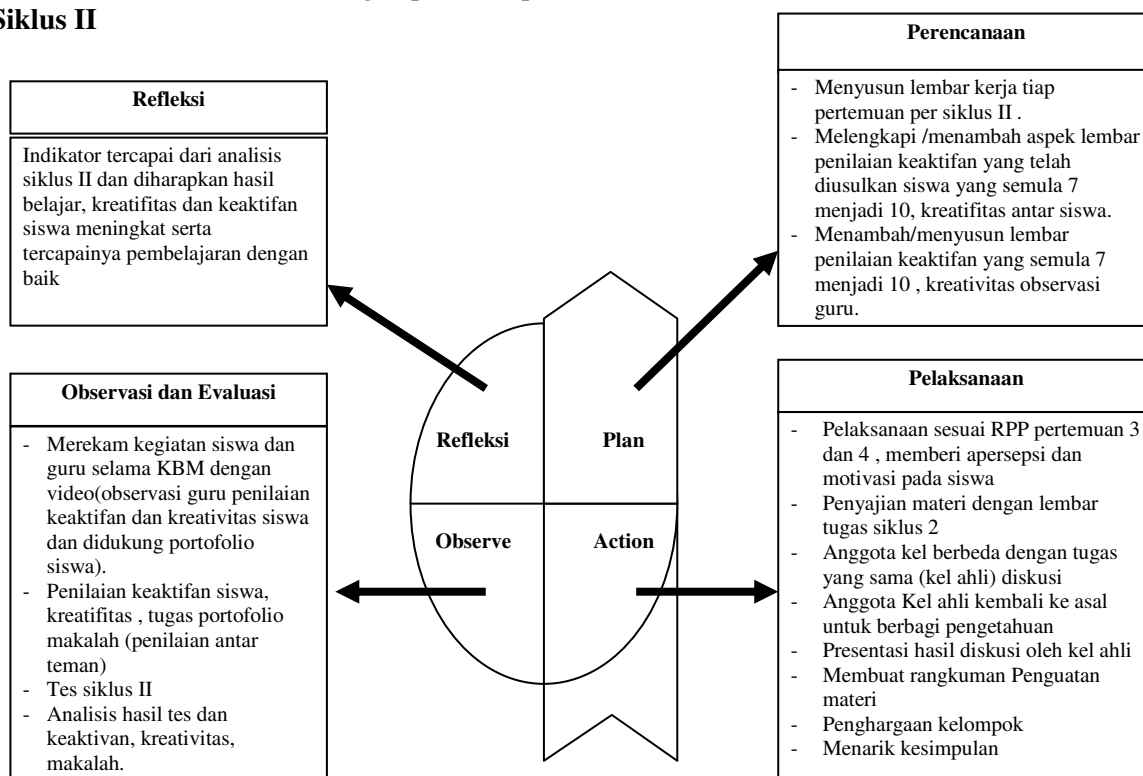 Siklus II
Refleksi
Indikator tercapai dari analisis
siklus II dan diharapkan hasil
belajar, kreatifitas dan keaktifan
siswa meningkat serta
tercapainya pembelajaran dengan
baik
Perencanaan
- Menyusun lembar kerja tiap
pertemuan per siklus II .
- Melengkapi /menambah aspek lembar
penilaian keaktifan yang telah
diusulkan siswa yang semula 7
menjadi 10, kreatifitas antar siswa.
- Menambah/menyusun lembar
penilaian keaktifan yang semula 7
menjadi 10 , kreativitas observasi
guru.
Refleksi
Plan
Observe
Action
Observasi dan Evaluasi
- Merekam kegiatan siswa dan
guru selama KBM dengan
video(observasi guru penilaian
keaktifan dan kreativitas siswa
dan didukung portofolio
siswa).
- Penilaian keaktifan siswa,
kreatifitas , tugas portofolio
makalah (penilaian antar
teman)
- Tes siklus II
- Analisis hasil tes dan
keaktivan, kreativitas,
makalah.
Pelaksanaan
- Pelaksanaan sesuai RPP pertemuan 3
dan 4 , memberi apersepsi dan
motivasi pada siswa
- Penyajian materi dengan lembar
tugas siklus 2
- Anggota kel berbeda dengan tugas
yang sama (kel ahli) diskusi
- Anggota Kel ahli kembali ke asal
untuk berbagi pengetahuan
- Presentasi hasil diskusi oleh kel ahli
- Membuat rangkuman Penguatan
materi
- Penghargaan kelompok
- Menarik kesimpulan